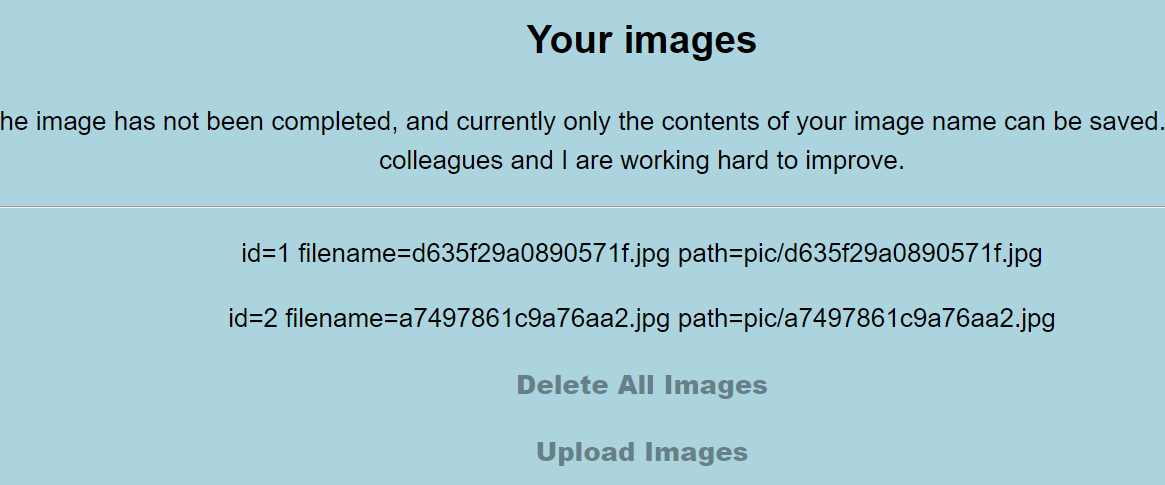 Your images
he image has not been completed, and currently only the contents of your image name can be saved.
colleagues and I are working hard to improve.
id=1 filename=d635f29a0890571f.jpg path=pic/d635f29a0890571f.jpg
id=2 filename=a7497861c9a76aa2.jpg path=pic/a7497861c9a76aa2.jpg
Delete All Images
Upload Images